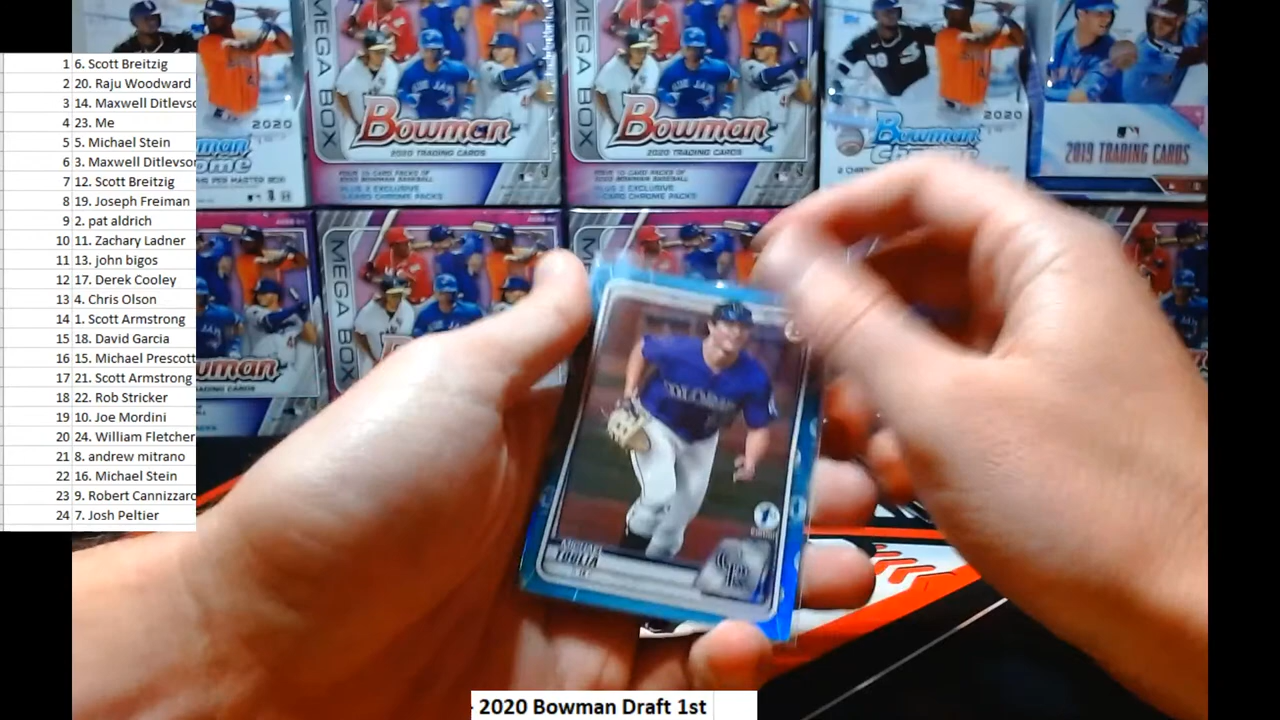 1 6. Scott Breitzig
2 20. Raju Woodward
3 14. Maxwell Ditlevsc
4 23. Me
5 5. Michael Stein
6 3. Maxwell Ditlevsor
7 12. Scott Breitzig
8 19. Joseph Freiman
9 2. pat aldrich
10 11. Zachary Ladner
11 13. john bigos
12 17. Derek Cooley
13 4. Chris Olson
14 1. Scott Armstrong
15 18. David Garcia
16 15. Michael Prescott
17 21. Scott Armstrong
18 22. Rob Stricker
19 10. Joe Mordini
20 24. William Fletcher
21 8. andrew mitrano
22 16. Michael Stein
23 9. Robert Cannizzaro
24 7. Josh Peltier
2020
MEGA BOX
Bowman
2020 TRADING CARDS
MEGA BOX
Bowman
2020 TRADING CARDS
2020
Bowman
2019 TRADING CARDS
MEGA BOX
TOGLIA
2020 Bowman Draft 1st